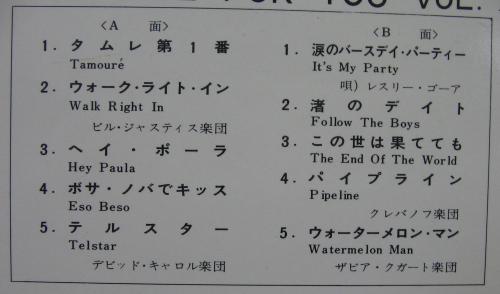 FOR YOU VOL.
〈A 面〉
1. タムレ第1番
Tamouré
2. ウォーク・ライト・イン
Walk Right In
ビル・ジャスティス楽団
3. ヘイ・ポーラ
Hey Paula
4. ボサ・ノバでキッス
Eso Beso
5. テルスター
Telstar
デビッド・キャロル楽団
〈B 面〉
1. 涙のバースデイ・パーティー
It's My Party
唄) レスリー・ゴーア
2. 渚のデイト
Follow The Boys
3. この世は果てても
The End Of The World
4. パイプライン
Pipeline
クレバノフ楽団
5. ウォーターメロン・マン
Watermelon Man
ザビア・クガート楽団